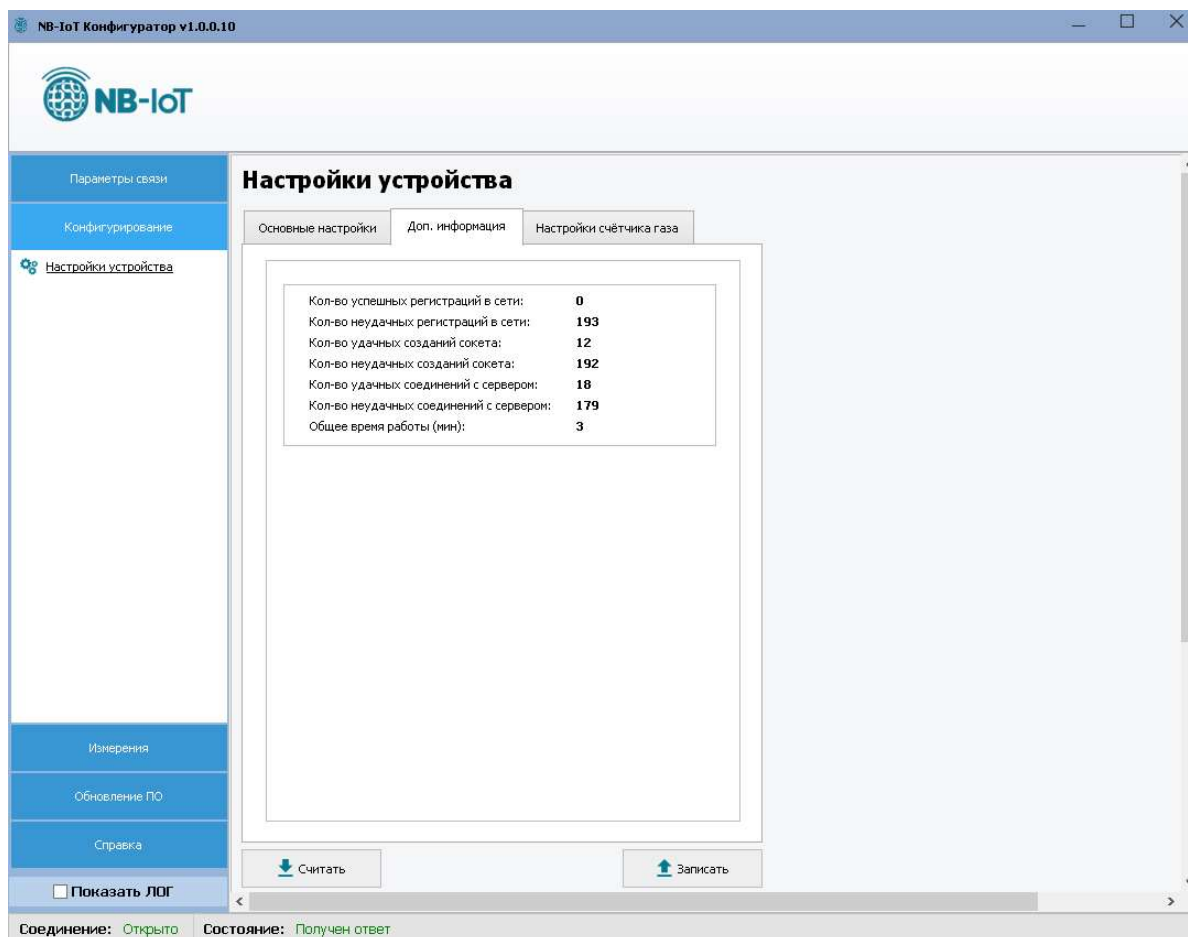 NB-IoT Конфигуратор v1.0.0.10
NB-IoT
Параметры связи
Конфигурирование
Настройки устройства
Настройки устройства
Основные настройки
Доп. информация
Настройки счётчика газа
Кол-во успешных регистраций в сети: 0
Кол-во неудачных регистраций в сети: 193
Кол-во удачных созданий сокета: 12
Кол-во неудачных созданий сокета: 192
Кол-во удачных соединений с сервером: 18
Кол-во неудачных соединений с сервером: 179
Общее время работы (мин): 3
Измерения
Обновление ПО
Справка
Показать ЛОГ
Считать
Записать
Соединение: Открыто Состояние: Получен ответ